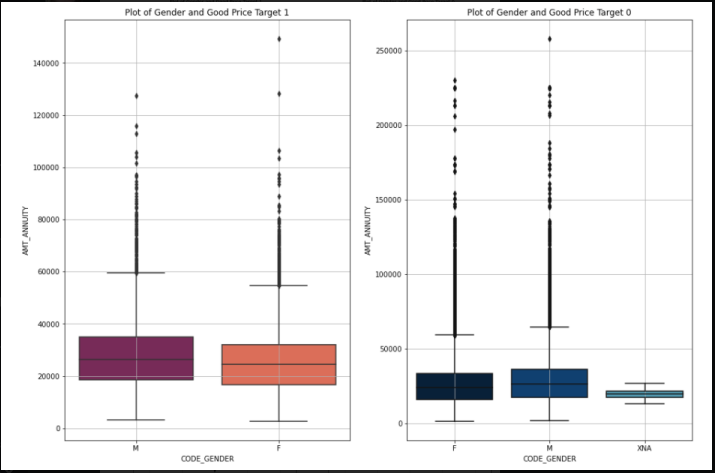 Plot of Gender and Good Price Target 1
140000
120000
100000
80000
60000
40000
20000
0
AMT_ANNUITY
M F
CODE_GENDER
Plot of Gender and Good Price Target 0
250000
200000
150000
100000
50000
0
AMT_ANNUITY
F M XNA
CODE_GENDER